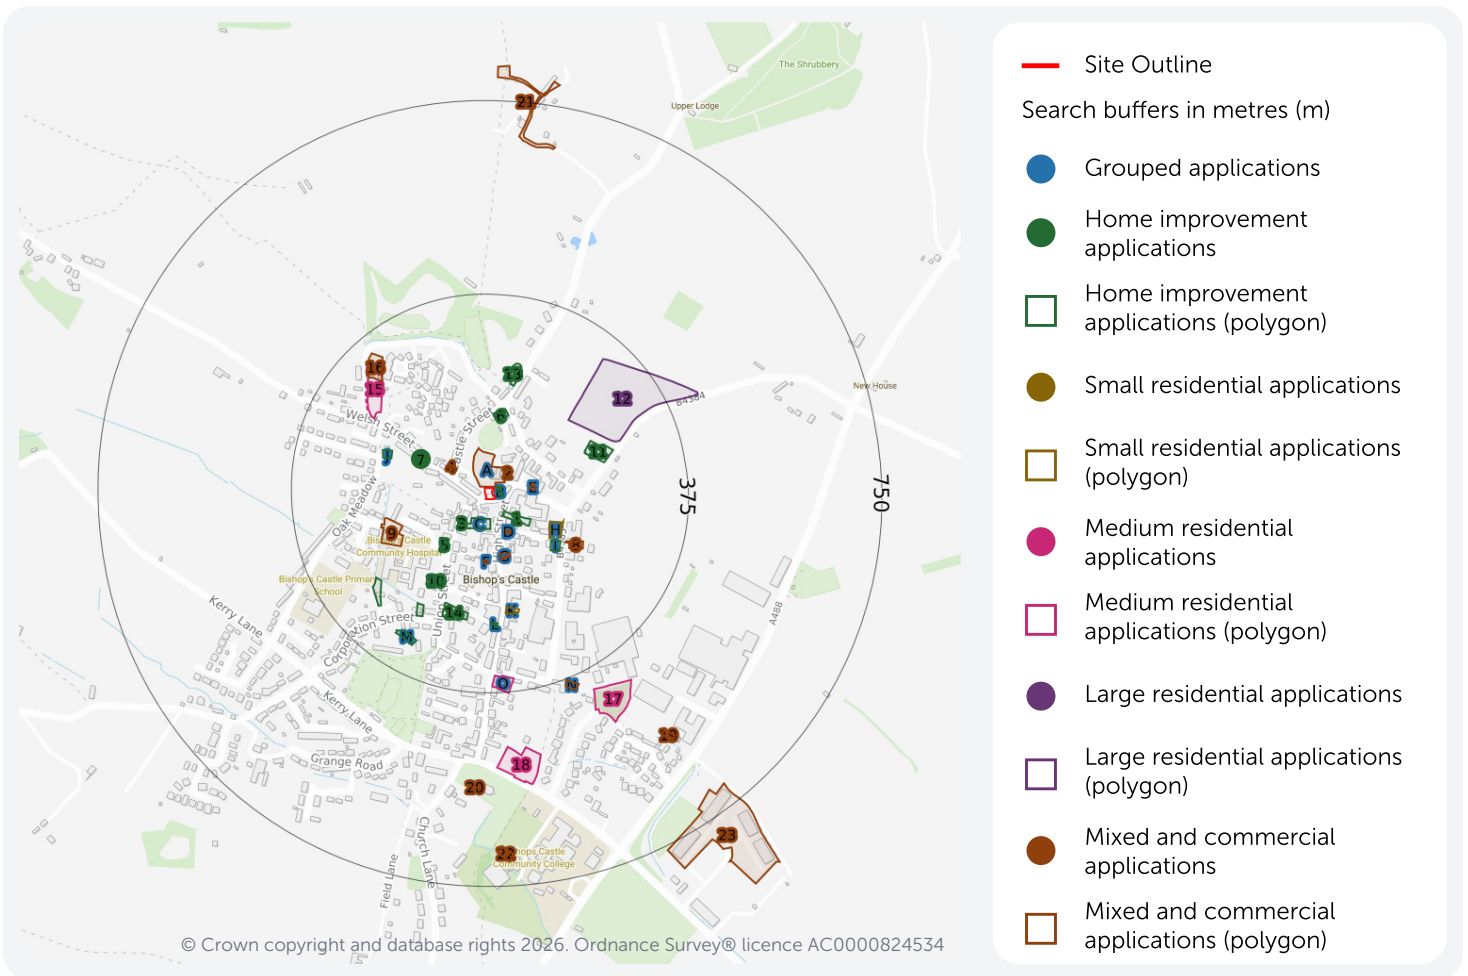 Site Outline
Search buffers in metres (m)
Grouped applications
Home improvement
applications
Home improvement
applications (polygon)
Small residential applications
Small residential applications
(polygon)
Medium residential
applications
Medium residential
applications (polygon)
Large residential applications
Large residential applications
(polygon)
Mixed and commercial
applications
Mixed and commercial
applications (polygon)
The Shrubbery
Upper Lodge
21
16
15
13
12
B4384
New House
Welsh Street
Castle Street
6
11
J
7
4
A
2
B
E
375
750
Oak Meadow
9
3
C
1
D
H
I
8
Bishop's Castle
Community Hospital
5
F
G
Bishop's Castle Primary
School
10
Bishop's Castle
Kerry Lane
14
K
L
Union Street
Corporation Street
M
A488
O
N
17
Kerry Lane
19
Grange Road
18
20
Church Lane
Field Lane
22
Bishops Castle
Community College
23
© Crown copyright and database rights 2026. Ordnance Survey® licence AC0000824534